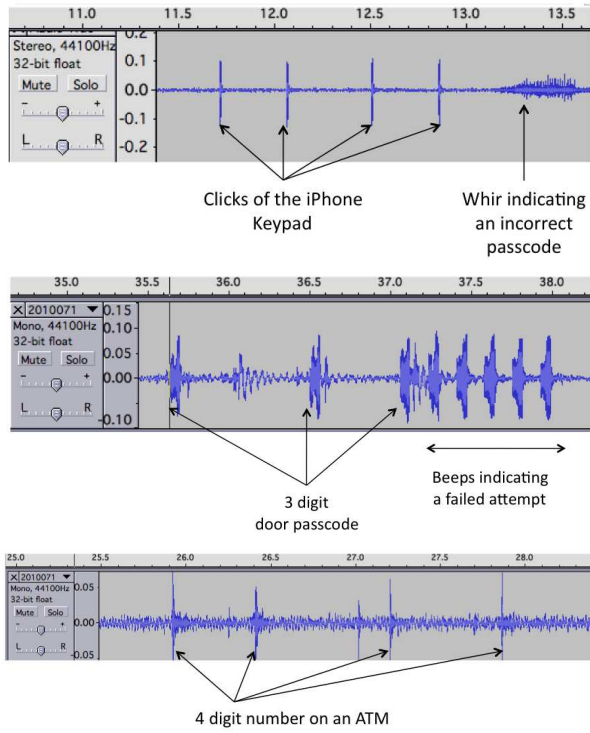 11.0 11.5 12.0 12.5 13.0 13.5
Stereo, 44100Hz
32-bit float
Mute Solo
- +
L R
0.2
0.1
0.0
-0.1
-0.2
Clicks of the iPhone
Keypad
Whir indicating
an incorrect
passcode
35.0 35.5 36.0 36.5 37.0 37.5 38.0
X 2010071 ▼
Mono, 44100Hz
32-bit float
Mute Solo
- +
L R
0.15
0.10
0.05
0.00
-0.10
3 digit
door passcode
Beeps indicating
a failed attempt
25.0 25.5 26.0 26.5 27.0 27.5 28.0
X 2010071 ▼
Mono, 44100Hz
32-bit float
Mute Solo
- +
L R
0.05
0.00
-0.05
4 digit number on an ATM